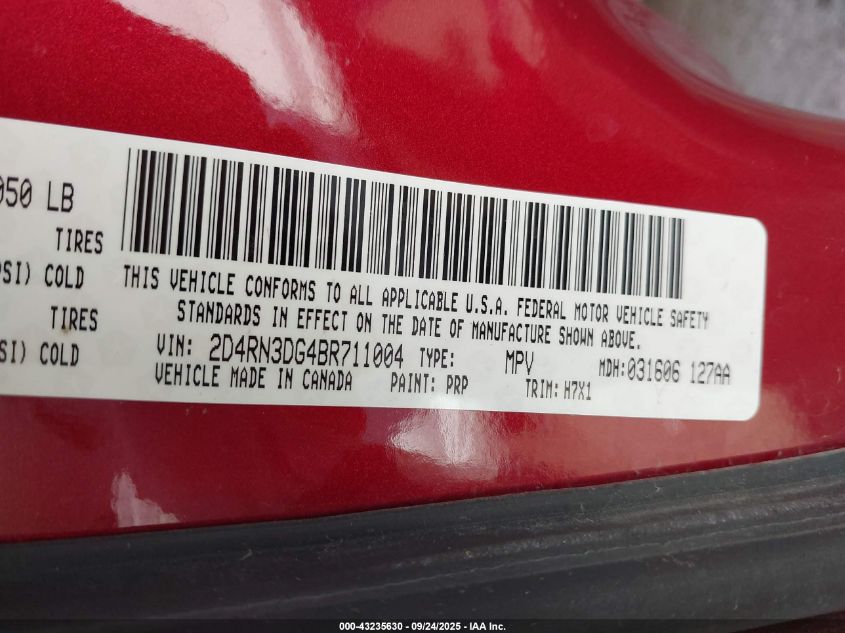 050 LB
TIRES
PSI) COLD
TIRES
SI) COLD
THIS VEHICLE CONFORMS TO ALL APPLICABLE U.S.A. FEDERAL MOTOR VEHICLE SAFETY
STANDARDS IN EFFECT ON THE DATE OF MANUFACTURE SHOWN ABOVE.
VIN: 2D4RN3DG4BR711004 TYPE: MPV MDH:031606 127AA
VEHICLE MADE IN CANADA PAINT: PRP TRIM: H7X1
000-43235630 - 09/24/2025 - IAA Inc.